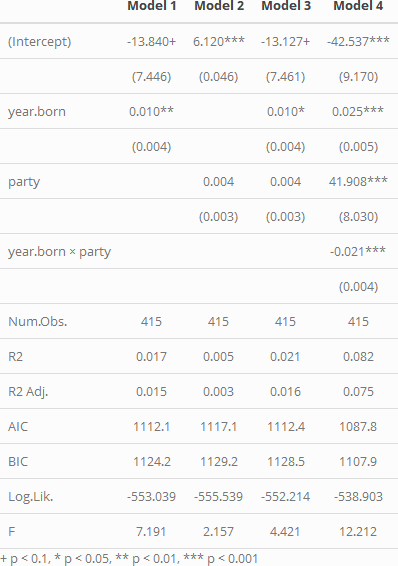 Model 1 Model 2 Model 3 Model 4
(Intercept) -13.840+ 6.120*** -13.127+ -42.537***
(7.446) (0.046) (7.461) (9.170)
year.born 0.010** 0.010* 0.025***
(0.004) (0.004) (0.005)
party 0.004 0.004 41.908***
(0.003) (0.003) (8.030)
year.born × party -0.021***
(0.004)
Num.Obs. 415 415 415 415
R2 0.017 0.005 0.021 0.082
R2 Adj. 0.015 0.003 0.016 0.075
AIC 1112.1 1117.1 1112.4 1087.8
BIC 1124.2 1129.2 1128.5 1107.9
Log.Lik. -553.039 -555.539 -552.214 -538.903
F 7.191 2.157 4.421 12.212
+ p < 0.1, * p < 0.05, ** p < 0.01, *** p < 0.001